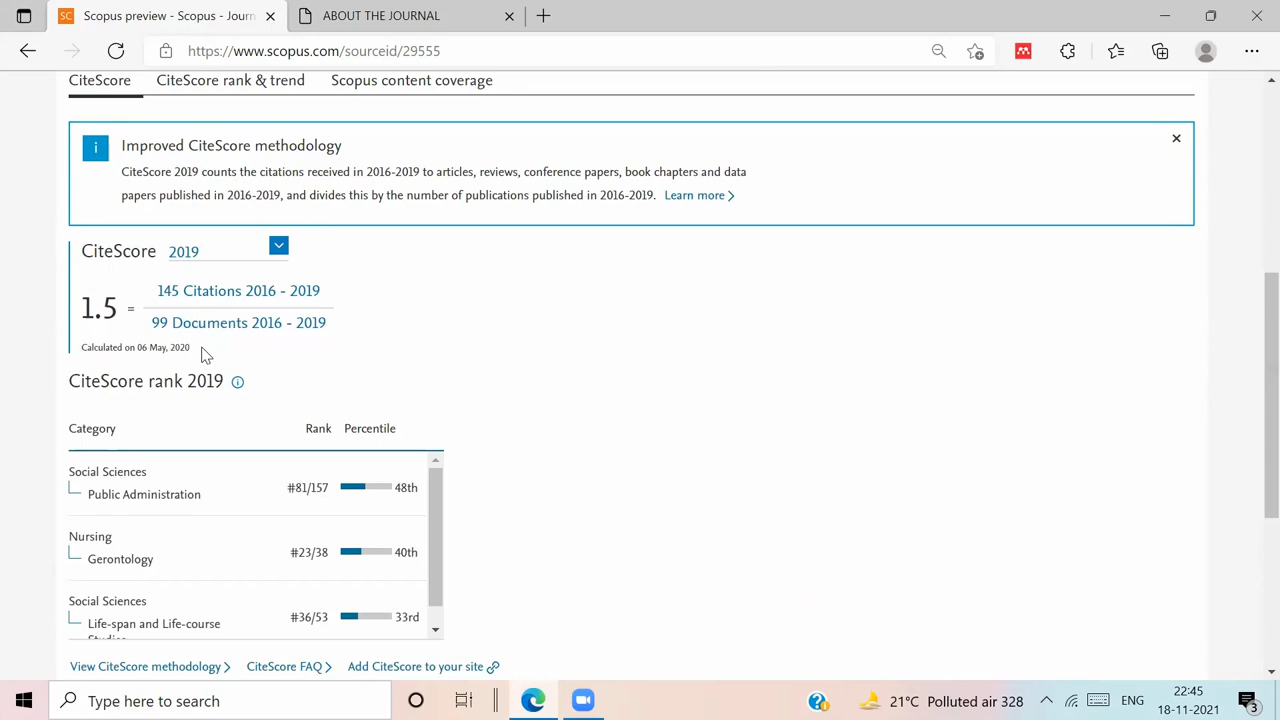 SC Scopus preview - Scopus - Journ
ABOUT THE JOURNAL
https://www.scopus.com/sourceid/29555
CiteScore CiteScore rank & trend Scopus content coverage
i Improved CiteScore methodology
CiteScore 2019 counts the citations received in 2016-2019 to articles, reviews, conference papers, book chapters and data
papers published in 2016-2019, and divides this by the number of publications published in 2016-2019. Learn more >
CiteScore 2019
145 Citations 2016 - 2019
1.5 =
99 Documents 2016 - 2019
Calculated on 06 May, 2020
CiteScore rank 2019 i
Category Rank Percentile
Social Sciences
Public Administration #81/157 48th
Nursing
Gerontology #23/38 40th
Social Sciences
Life-span and Life-course #36/53 33rd
Studies
View CiteScore methodology > CiteScore FAQ > Add CiteScore to your site
Type here to search
21°C Polluted air 328 ENG
22:45
18-11-2021
3